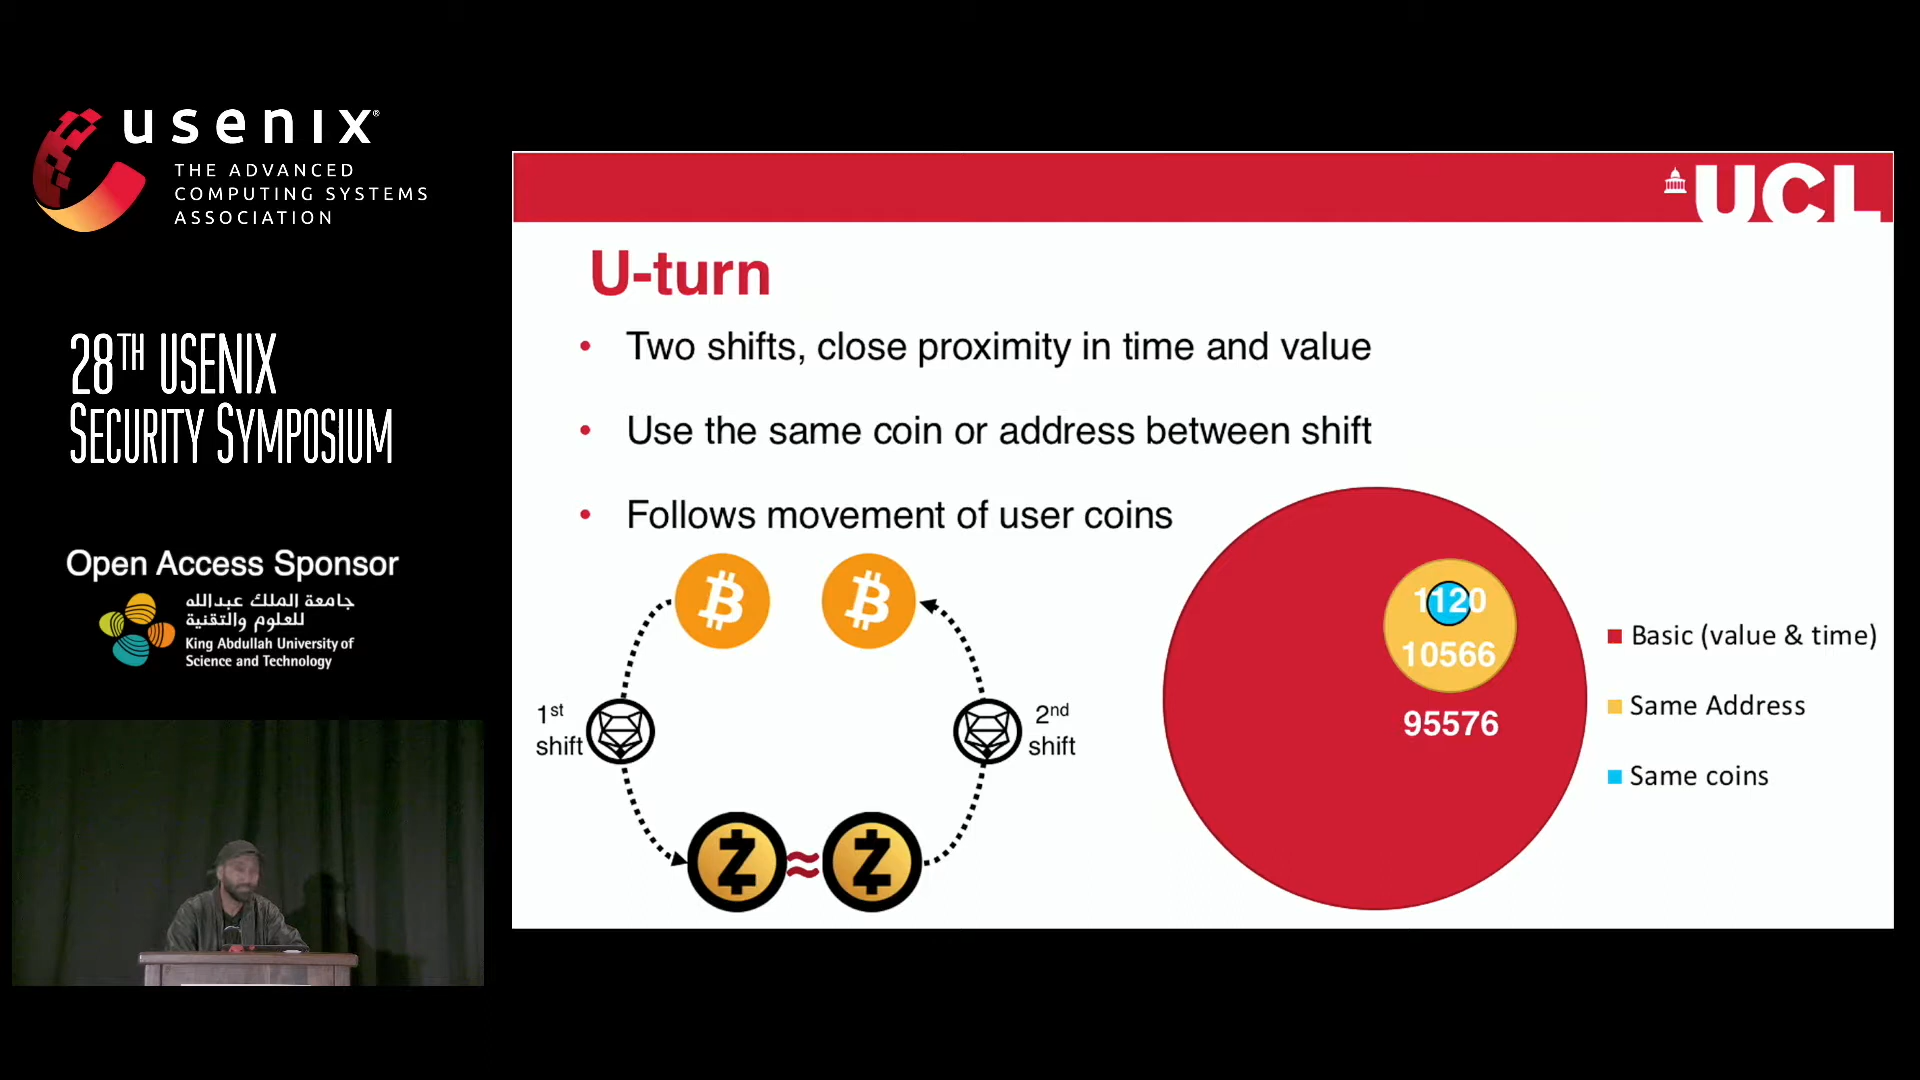 usenix®
THE ADVANCED
COMPUTING SYSTEMS
ASSOCIATION
28TH USENIX
SECURITY SYMPOSIUM
Open Access Sponsor
جامعة الملك عبدالله
للعلوم والتقنية
King Abdullah University of
Science and Technology
UCL
U-turn
• Two shifts, close proximity in time and value
• Use the same coin or address between shift
• Follows movement of user coins
1st
shift
2nd
shift
≈
1120
10566
95576
Basic (value & time)
Same Address
Same coins